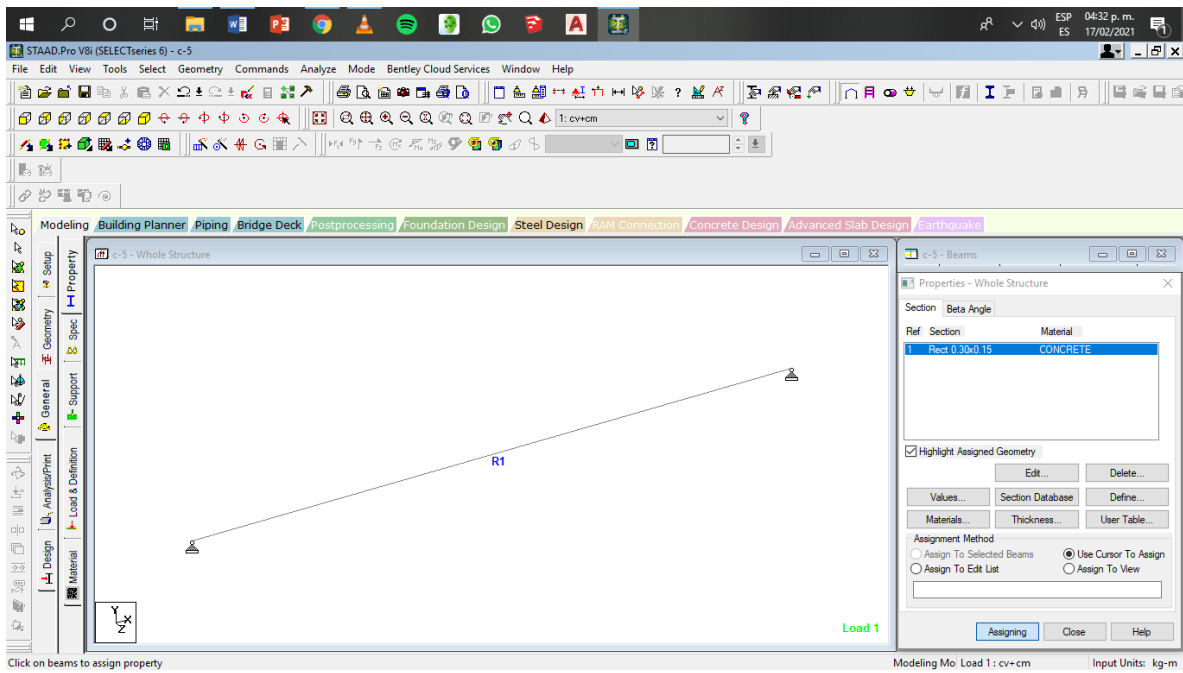 ESP 04:32 p. m.
ES 17/02/2021
STAAD.Pro V8i (SELECTseries 6) - c-5
File Edit View Tools Select Geometry Commands Analyze Mode Bentley Cloud Services Window Help
1: cv+cm
Modeling Building Planner Piping Bridge Deck Postprocessing Foundation Design Steel Design RAM Connection Concrete Design Advanced Slab Design Earthquake
Setup
Geometry
General
Analysis/Print
Design
Property
Spec
Support
Load & Definition
Material
c-5 - Whole Structure
R1
Y
X
Z
Load 1
c-5 - Beams
Properties - Whole Structure
Section Beta Angle
Ref Section Material
1 Rect 0.30x0.15 CONCRETE
Highlight Assigned Geometry
Edit... Delete...
Values... Section Database Define...
Materials... Thickness... User Table...
Assignment Method
Assign To Selected Beams Use Cursor To Assign
Assign To Edit List Assign To View
Assigning Close Help
Click on beams to assign property
Modeling Mo Load 1 : cv+cm Input Units: kg-m